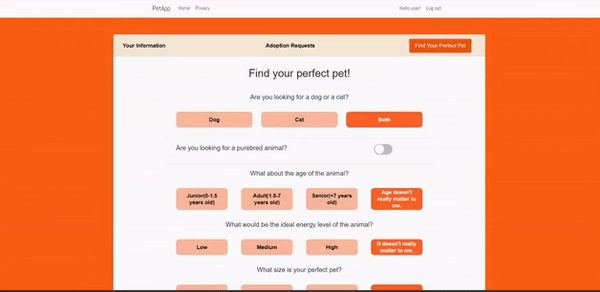 PetApp Home Privacy Hello user! Log out
Your Information Adoption Requests Find Your Perfect Pet
Find your perfect pet!
Are you looking for a dog or a cat?
Dog Cat Both
Are you looking for a purebred animal?
What about the age of the animal?
Junior(0-1.5 years old)
Adult(1.5-7 years old)
Senior(+7 years old)
Age doesn't really matter to me.
What would be the ideal energy level of the animal?
Low Medium High
It doesn't really matter to me.
What size is your perfect pet?